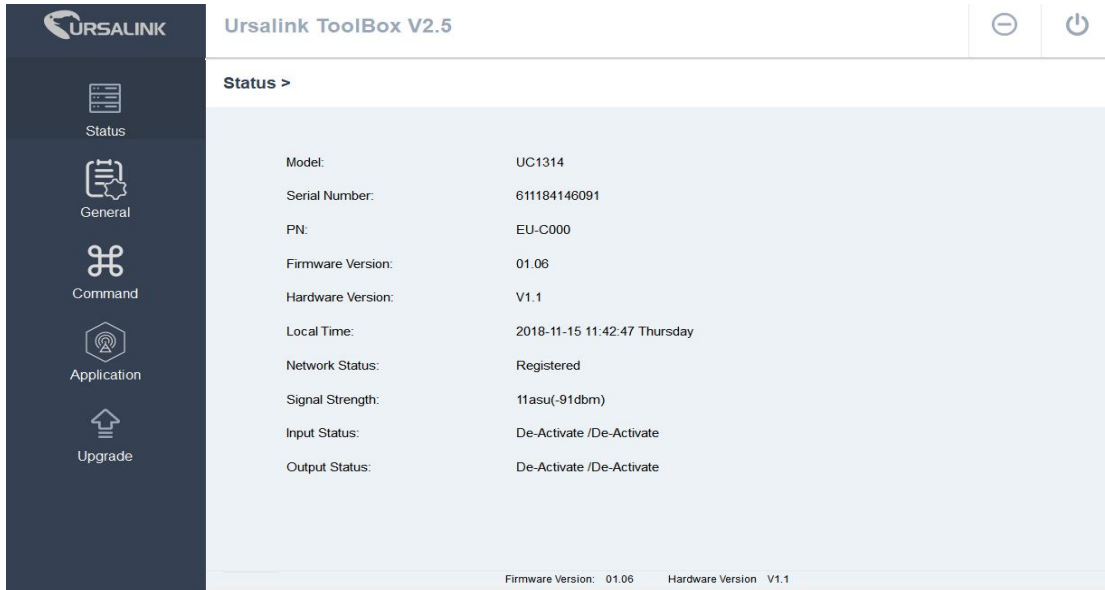 URSALINK
Ursalink ToolBox V2.5
Status >
Status
General
Command
Application
Upgrade
Model: UC1314
Serial Number: 611184146091
PN: EU-C000
Firmware Version: 01.06
Hardware Version: V1.1
Local Time: 2018-11-15 11:42:47 Thursday
Network Status: Registered
Signal Strength: 11asu(-91dbm)
Input Status: De-Activate /De-Activate
Output Status: De-Activate /De-Activate
Firmware Version: 01.06 Hardware Version V1.1